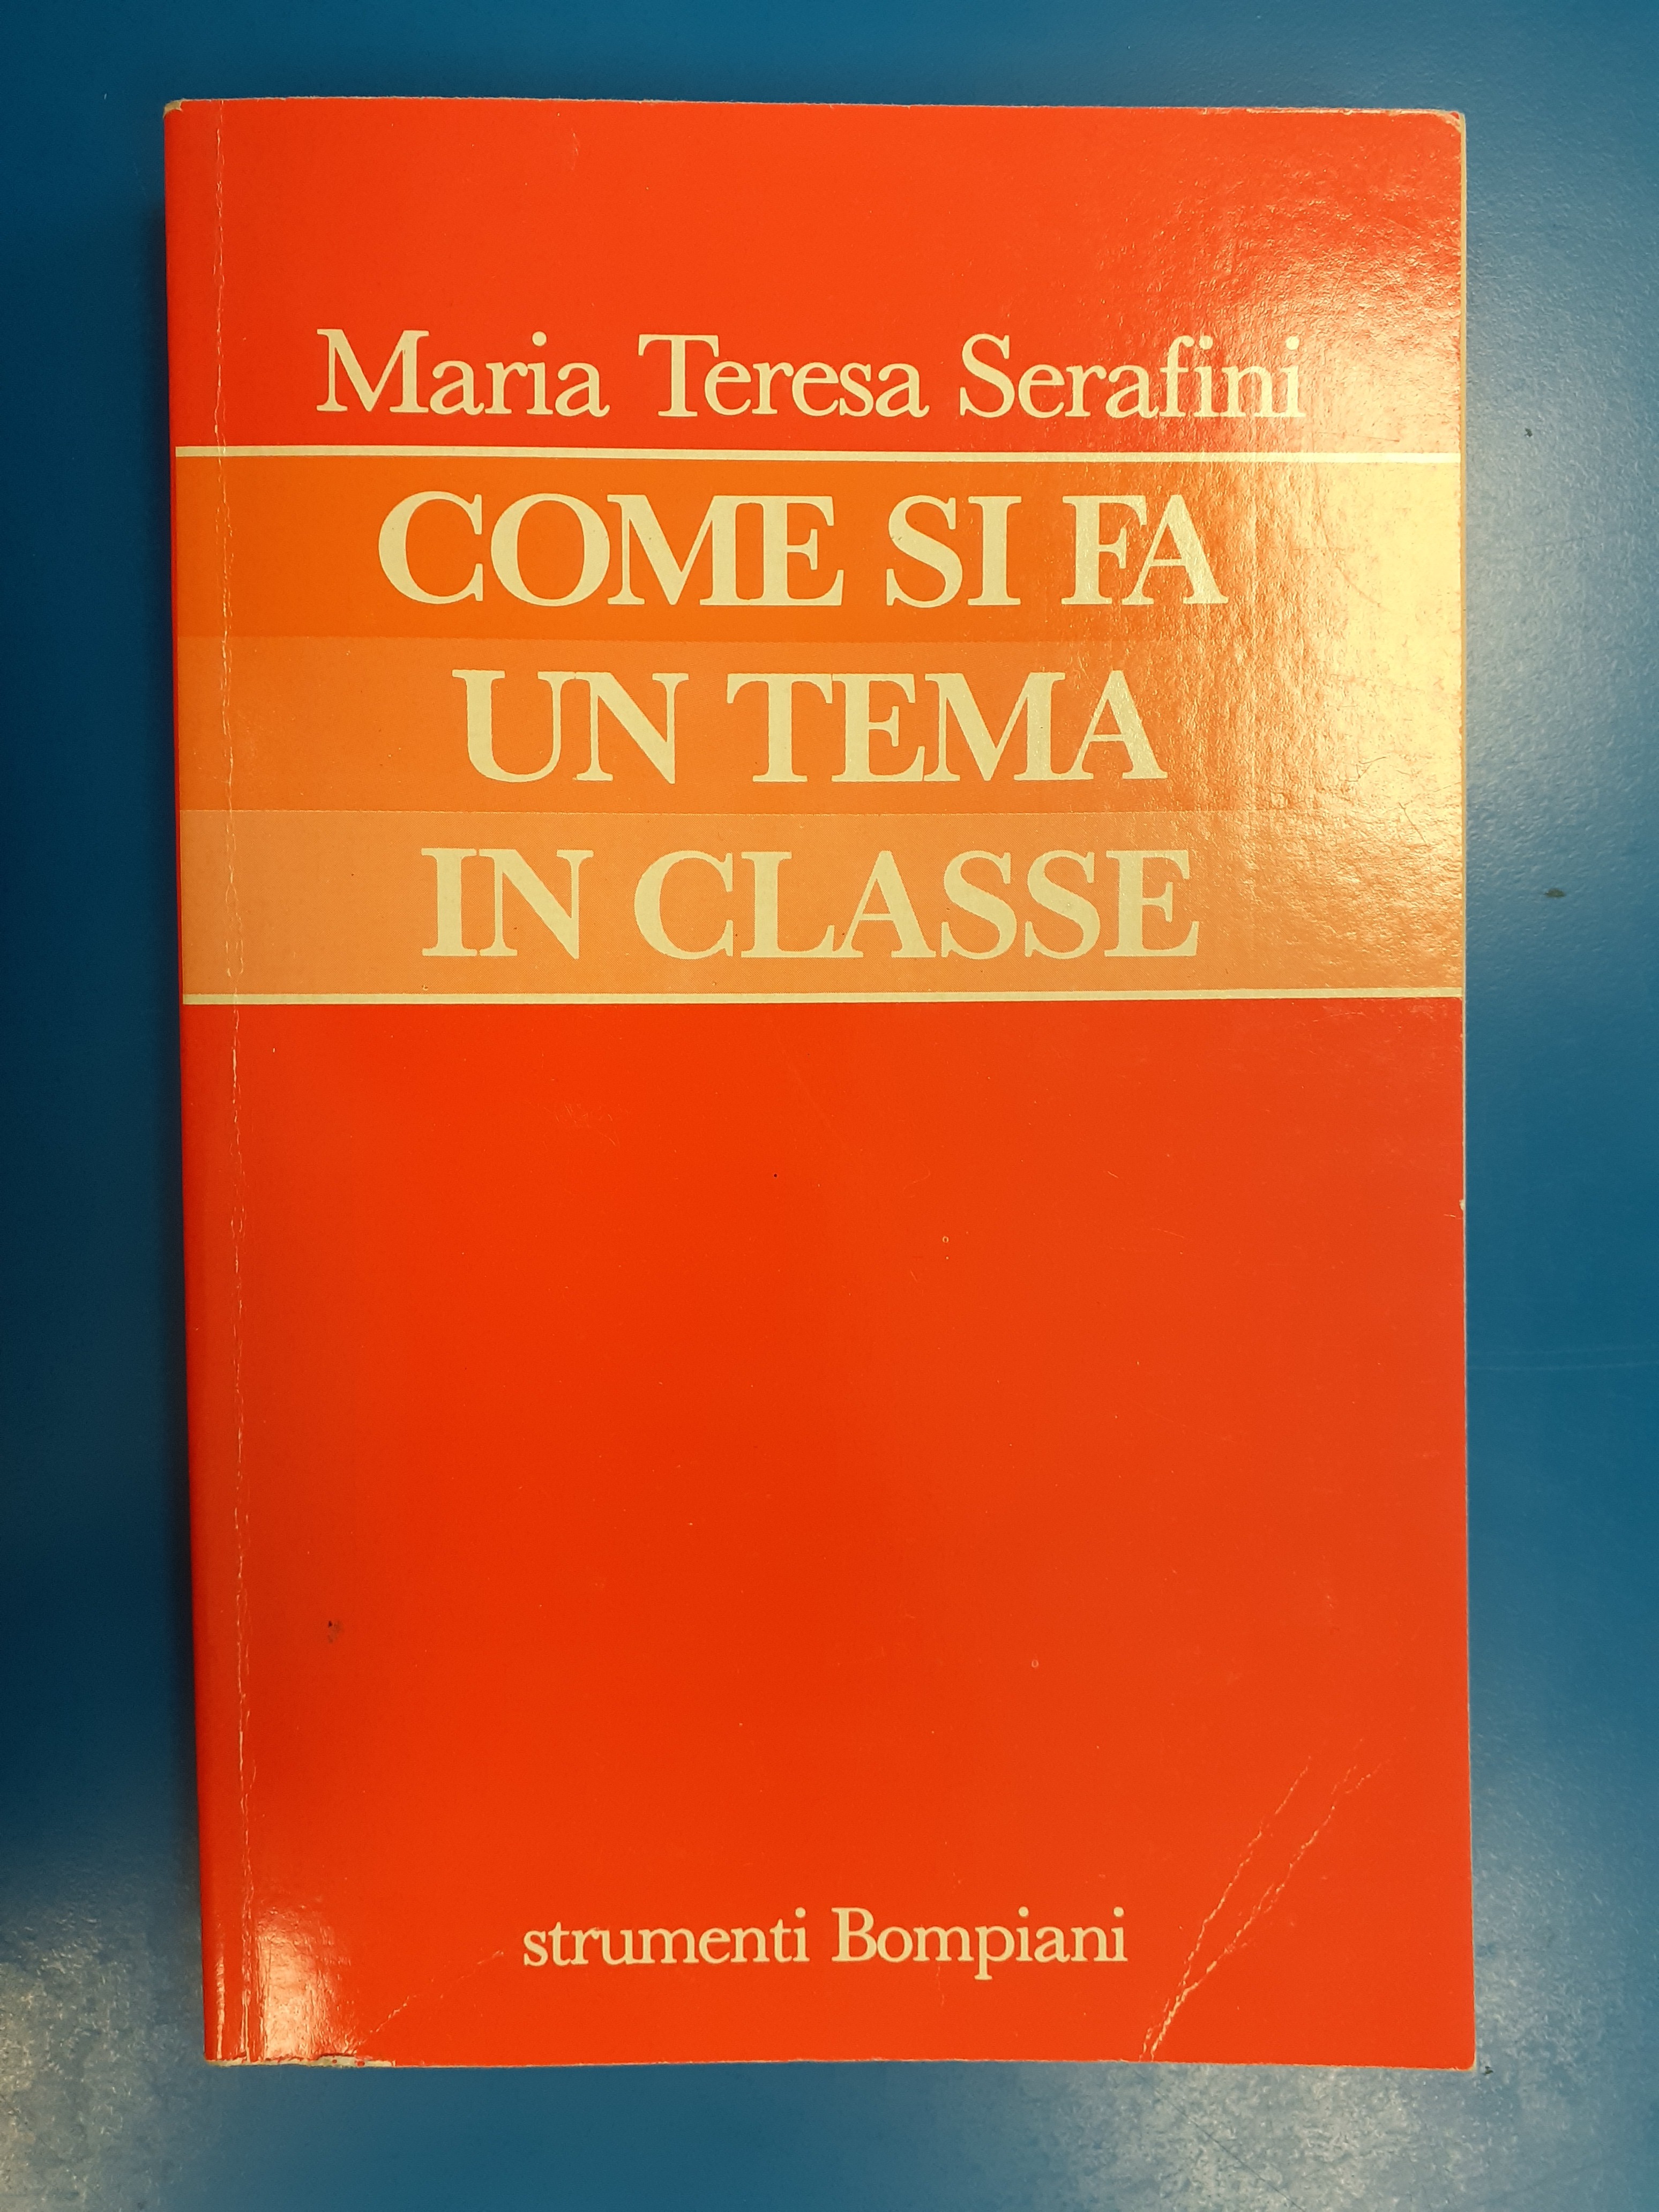 Maria Teresa Serafini
COME SI FA
UN TEMA
IN CLASSE
strumenti Bompiani